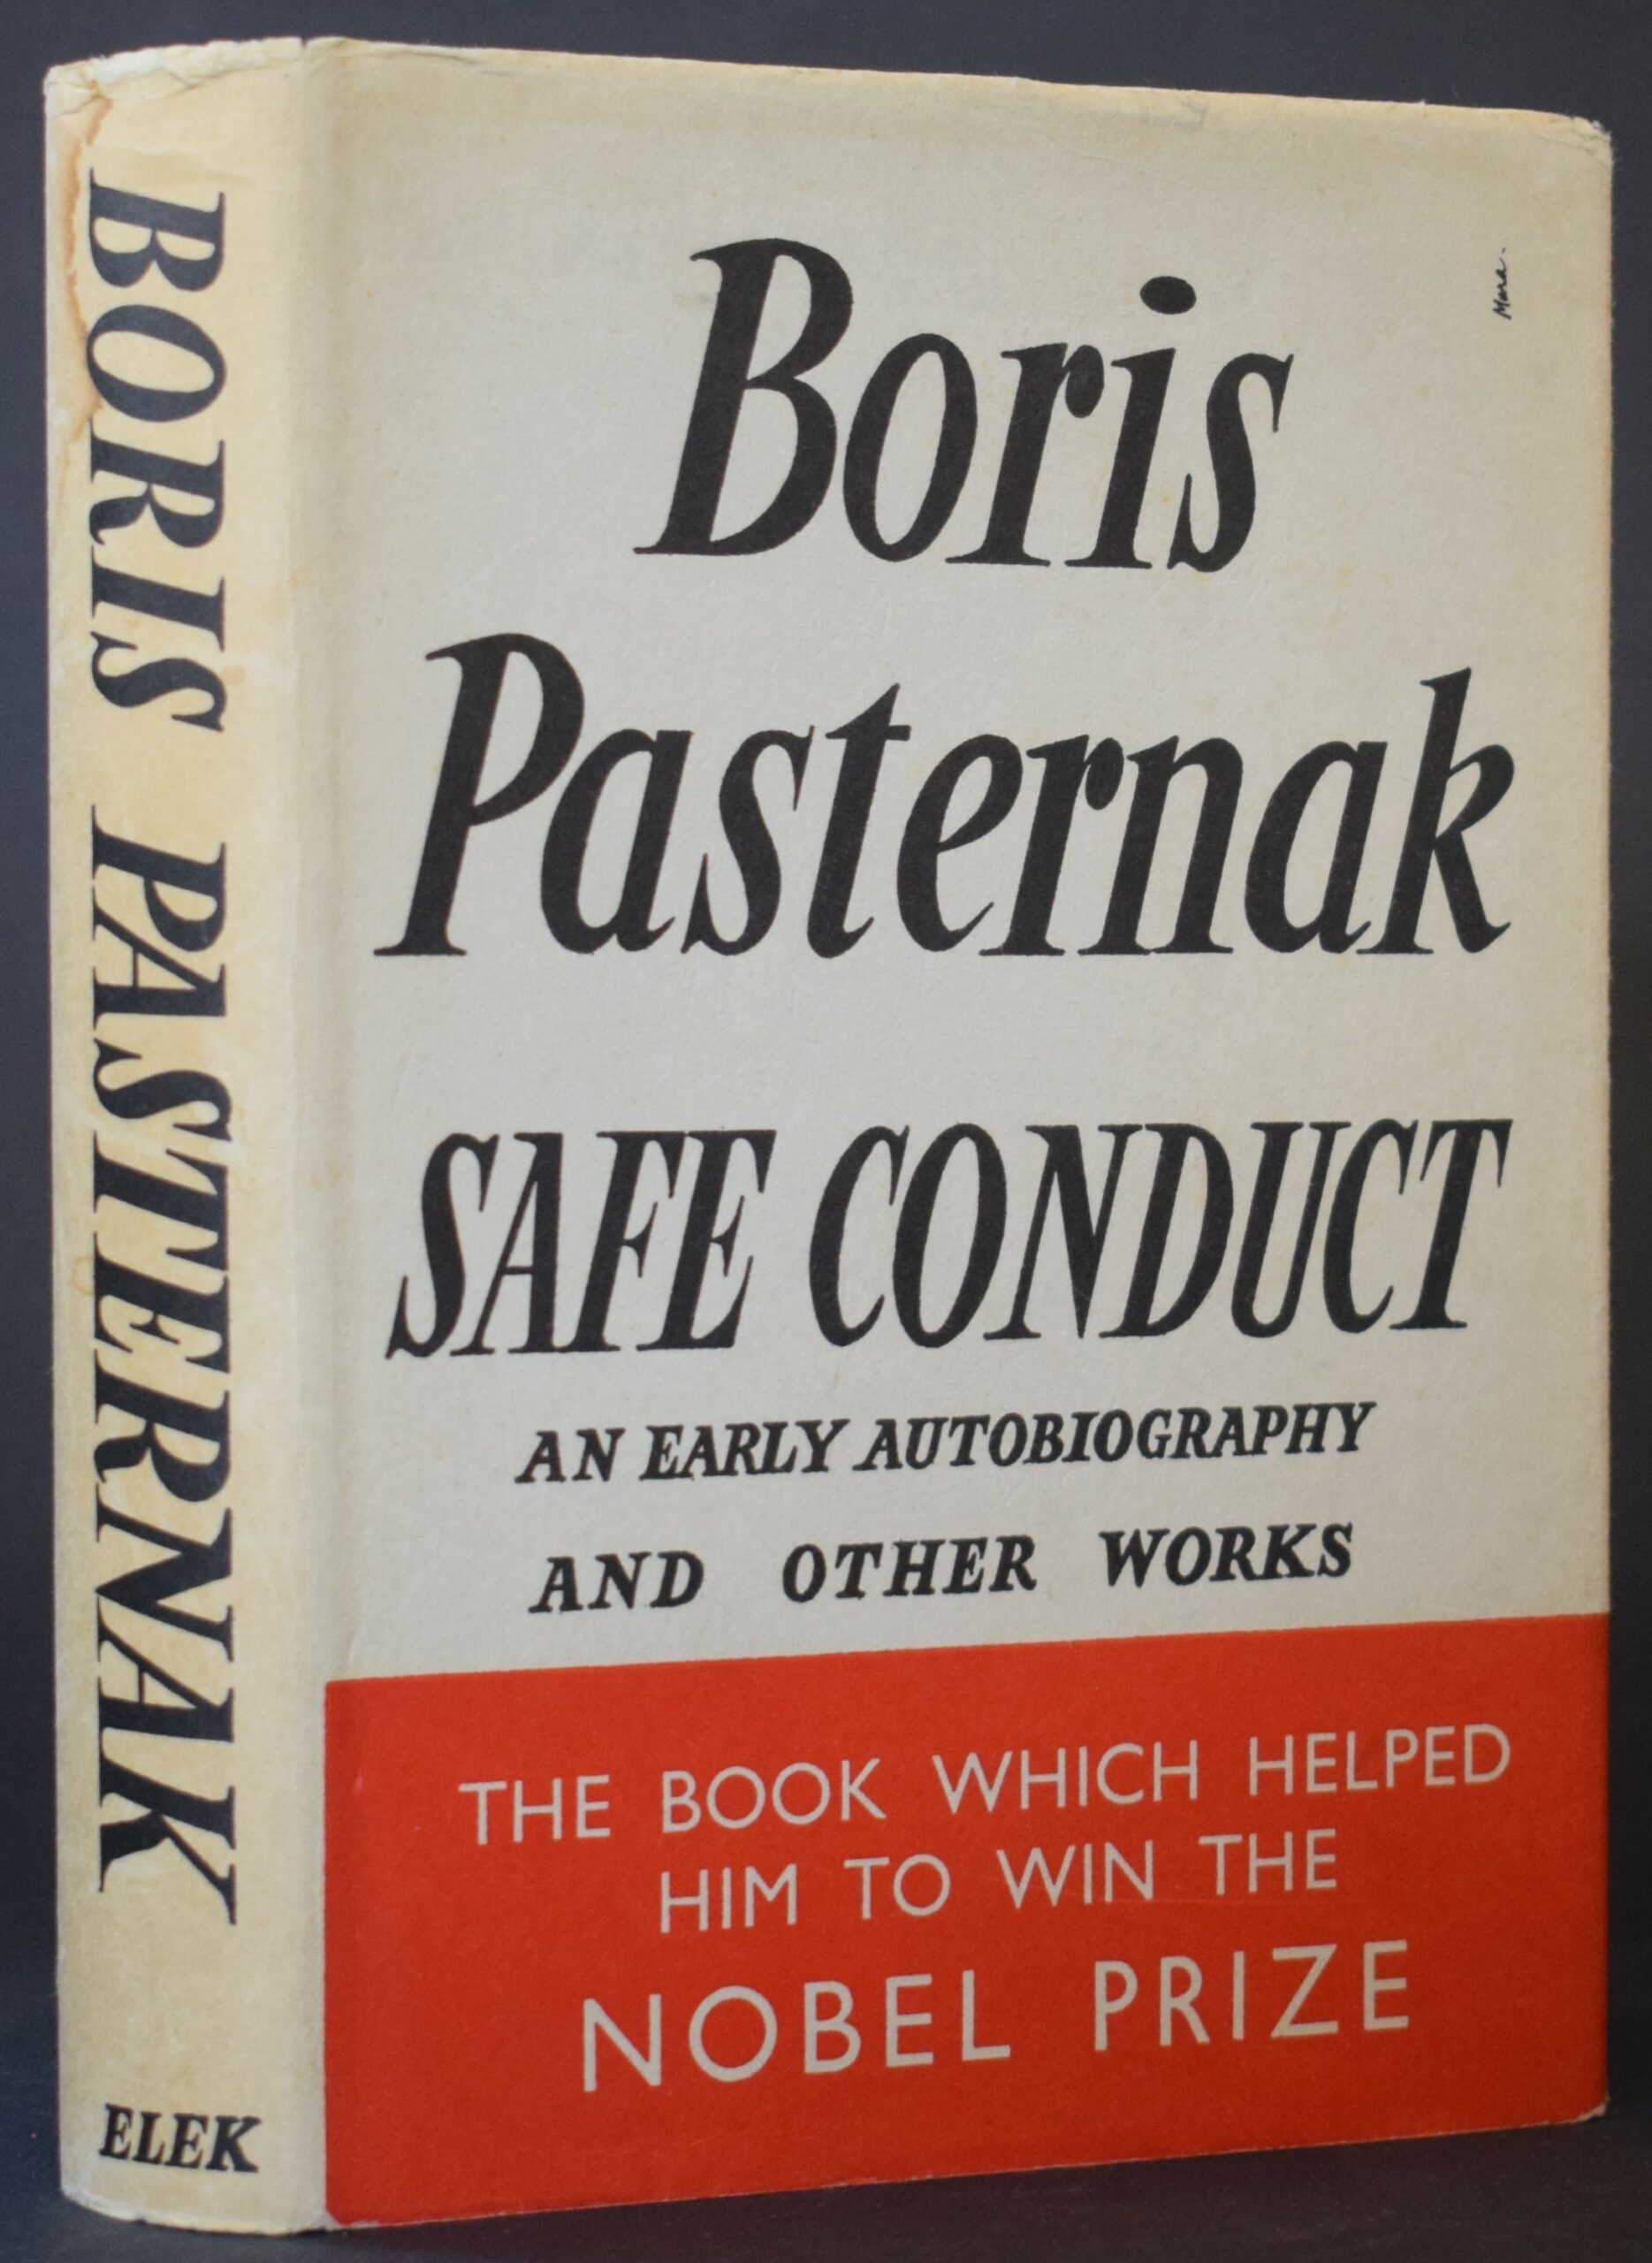 BORIS PASTERNAK
ELEK
Mara.
Boris
Pasternak
SAFE CONDUCT
AN EARLY AUTOBIOGRAPHY
AND OTHER WORKS
THE BOOK WHICH HELPED
HIM TO WIN THE
NOBEL PRIZE